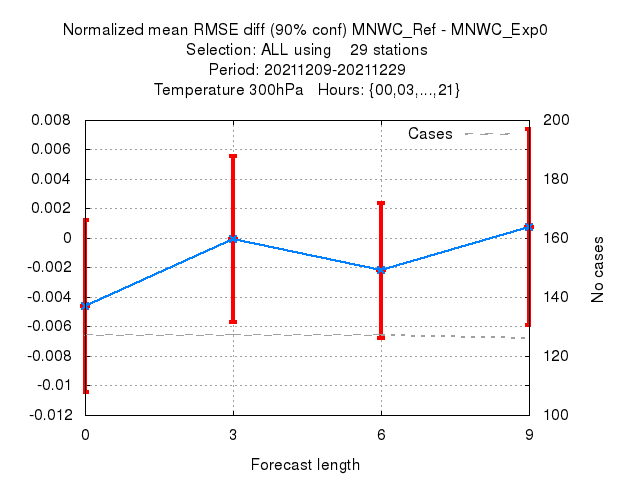 Normalized mean RMSE diff (90% conf) MNWC_Ref - MNWC_Exp0
Selection: ALL using 29 stations
Period: 20211209-20211229
Temperature 300hPa Hours: {00,03,...,21}
Cases
0.008
0.006
0.004
0.002
0
-0.002
-0.004
-0.006
-0.008
-0.01
-0.012
200
180
160
140
120
100
No cases
0 3 6 9
Forecast length